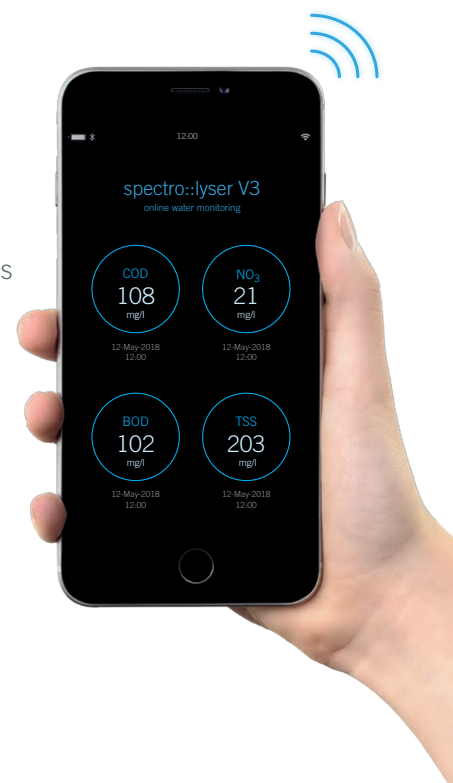 12:00
spectro::lyser V3
online water monitoring
s
COD
108
mg/l
12-May-2018
12:00
NO₃
21
mg/l
12-May-2018
12:00
BOD
102
mg/l
12-May-2018
12:00
TSS
203
mg/l
12-May-2018
12:00